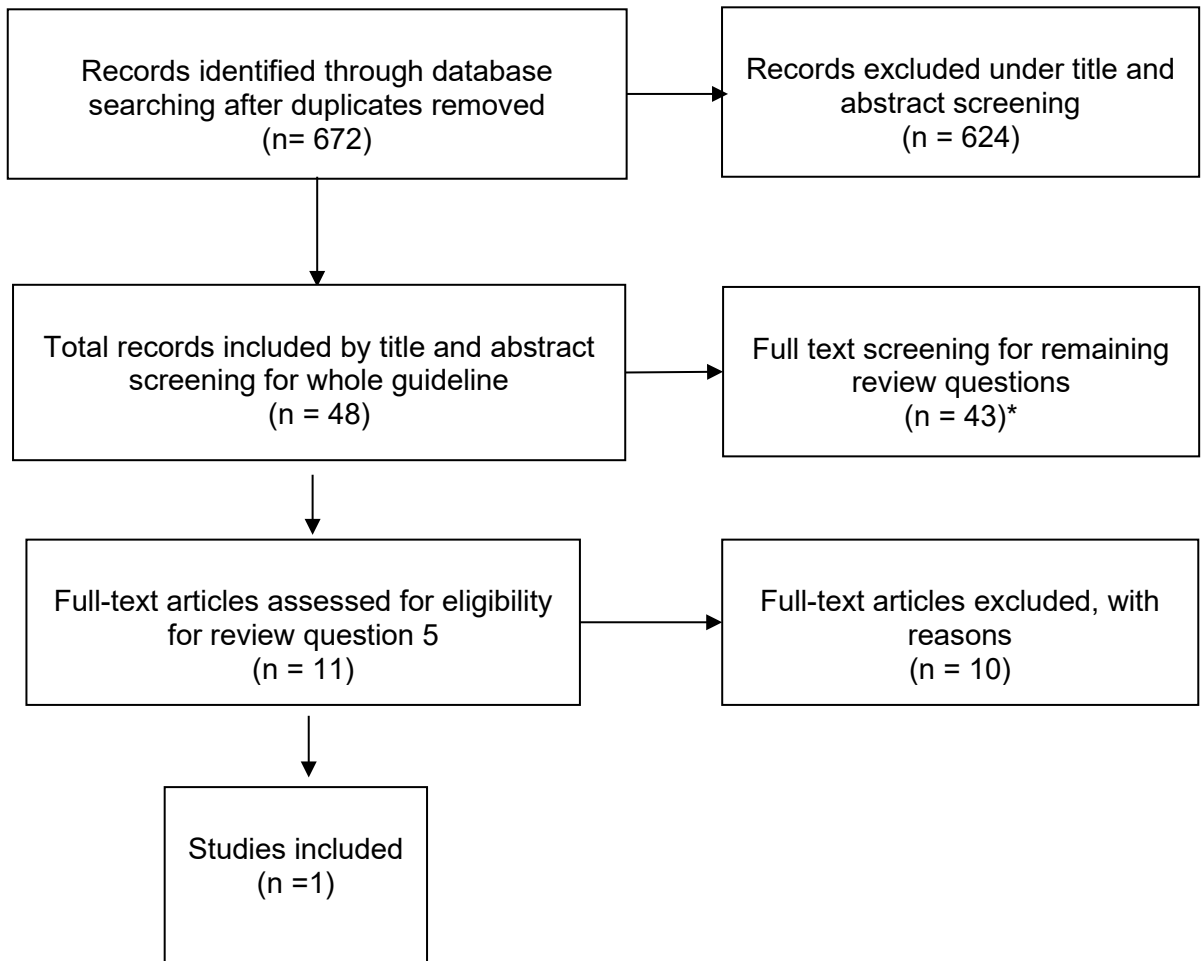 Records identified through database
searching after duplicates removed
(n= 672)
Records excluded under title and
abstract screening
(n = 624)
Total records included by title and abstract
screening for whole guideline
(n = 48)
Full text screening for remaining
review questions
(n = 43)*
Full-text articles assessed for eligibility
for review question 5
(n = 11)
Full-text articles excluded, with
reasons
(n = 10)
Studies included
(n =1)